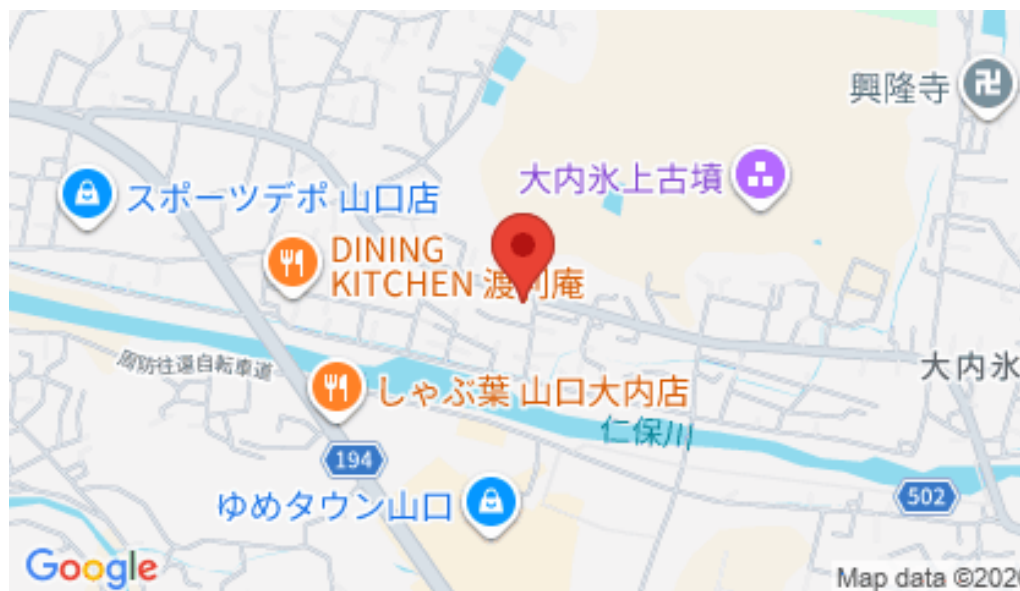 興隆寺
大内氷上古墳
スポーツデポ 山口店
DINING
KITCHEN 渡
庵
周防往還自転車道
大内氷
しゃぶ葉 山口大内店
仁保川
194
502
ゆめタウン山口
Google
Map data ©202